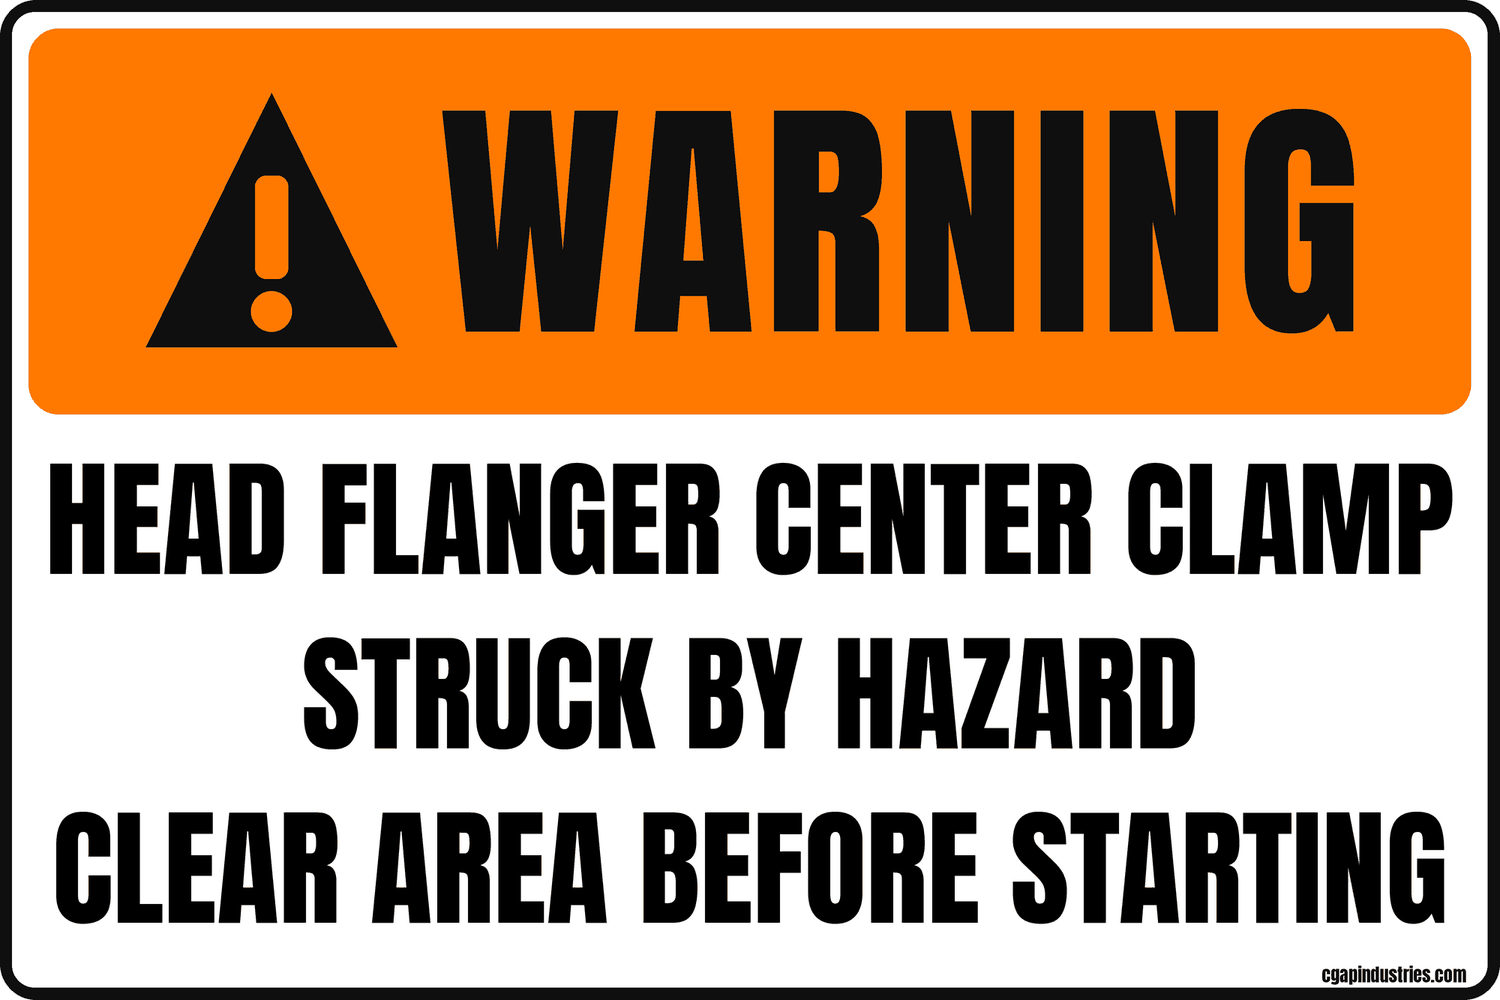 WARNING
HEAD FLANGER CENTER CLAMP
STRUCK BY HAZARD
CLEAR AREA BEFORE STARTING
cgapindustries.com